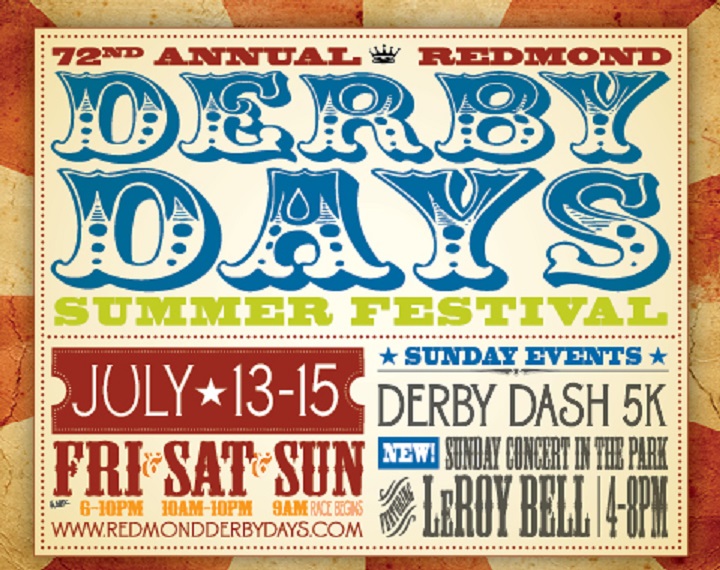 72ND ANNUAL REDMOND
DERBY
DAYS
SUMMER FESTIVAL
JULY ★ 13-15
FRI & SAT & SUN
6-10PM 10AM-10PM 9AM RACE BEGINS
WWW.REDMONDDERBYDAYS.COM
★ SUNDAY EVENTS ★
DERBY DASH 5K
NEW! SUNDAY CONCERT IN THE PARK
FEATURING LeROY BELL | 4-8PM